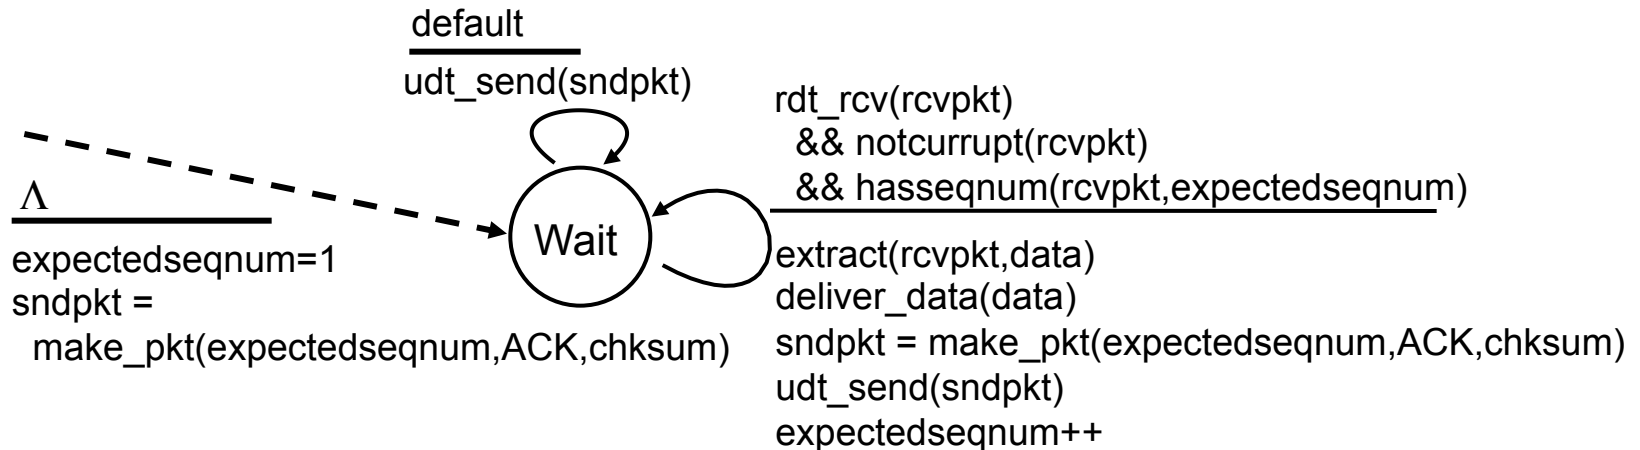 default
udt_send(sndpkt)
rdt_rcv(rcvpkt)
&& notcurrupt(rcvpkt)
&& hasseqnum(rcvpkt,expectedseqnum)
Λ
Wait
expectedseqnum=1
sndpkt =
make_pkt(expectedseqnum,ACK,chksum)
extract(rcvpkt,data)
deliver_data(data)
sndpkt = make_pkt(expectedseqnum,ACK,chksum)
udt_send(sndpkt)
expectedseqnum++